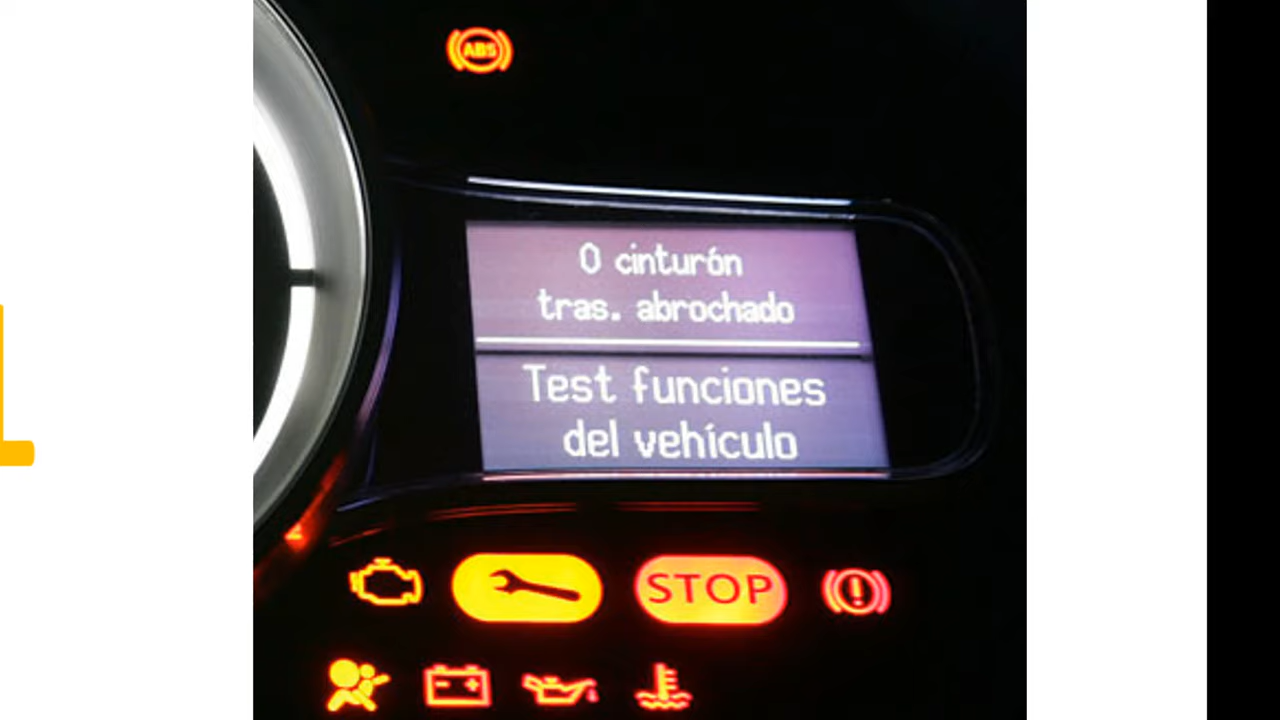 ABS
0 cinturón
tras. abrochado
Test funciones
del vehículo
STOP